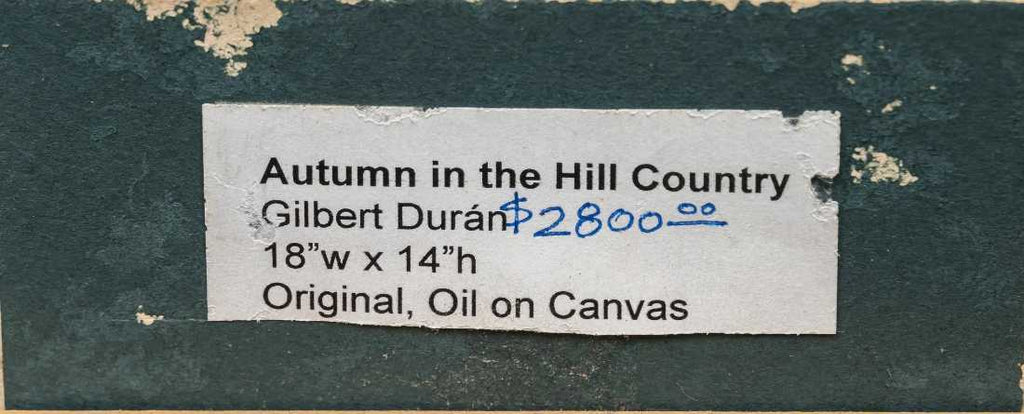 Autumn in the Hill Country
Gilbert Durán $2800.00
18”w x 14”h
Original, Oil on Canvas